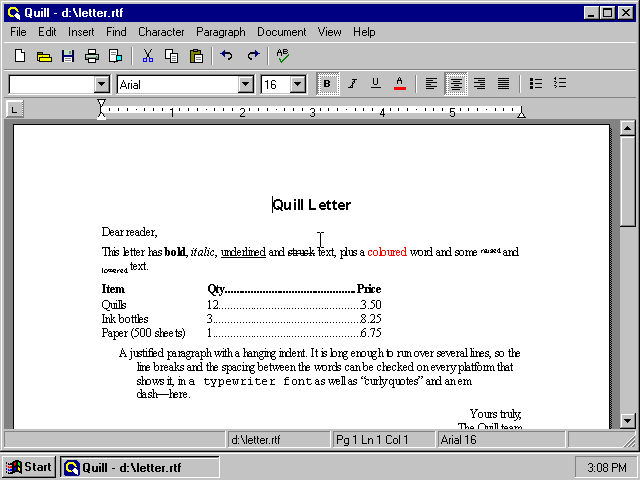 Quill - d:\letter.rtf
File Edit Insert Find Character Paragraph Document View Help
Arial 16 B I U A
L 1 2 3 4 5
Quill Letter
Dear reader,
This letter has bold, italic, underlined and struck text, plus a coloured word and some raised and
lowered text.
Item Qty..............................................Price
Quills 12..................................................3.50
Ink bottles 3....................................................8.25
Paper (500 sheets) 1....................................................6.75
A justified paragraph with a hanging indent. It is long enough to run over several lines, so the
line breaks and the spacing between the words can be checked on every platform that
shows it, in a typewriter font as well as “curly quotes” and an em
dash—here.
Yours truly,
The Quill team
d:\letter.rtf Pg 1 Ln 1 Col 1 Arial 16
Start Quill - d:\letter.rtf 3:08 PM